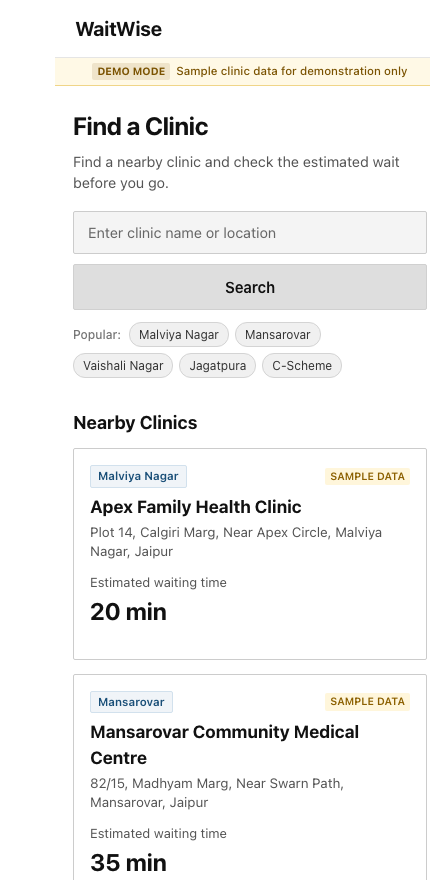 WaitWise
DEMO MODE Sample clinic data for demonstration only
Find a Clinic
Find a nearby clinic and check the estimated wait
before you go.
Enter clinic name or location
Search
Popular: Malviya Nagar Mansarovar
Vaishali Nagar Jagatpura C-Scheme
Nearby Clinics
Malviya Nagar SAMPLE DATA
Apex Family Health Clinic
Plot 14, Calgiri Marg, Near Apex Circle, Malviya
Nagar, Jaipur
Estimated waiting time
20 min
Mansarovar SAMPLE DATA
Mansarovar Community Medical
Centre
82/15, Madhyam Marg, Near Swarn Path,
Mansarovar, Jaipur
Estimated waiting time
35 min